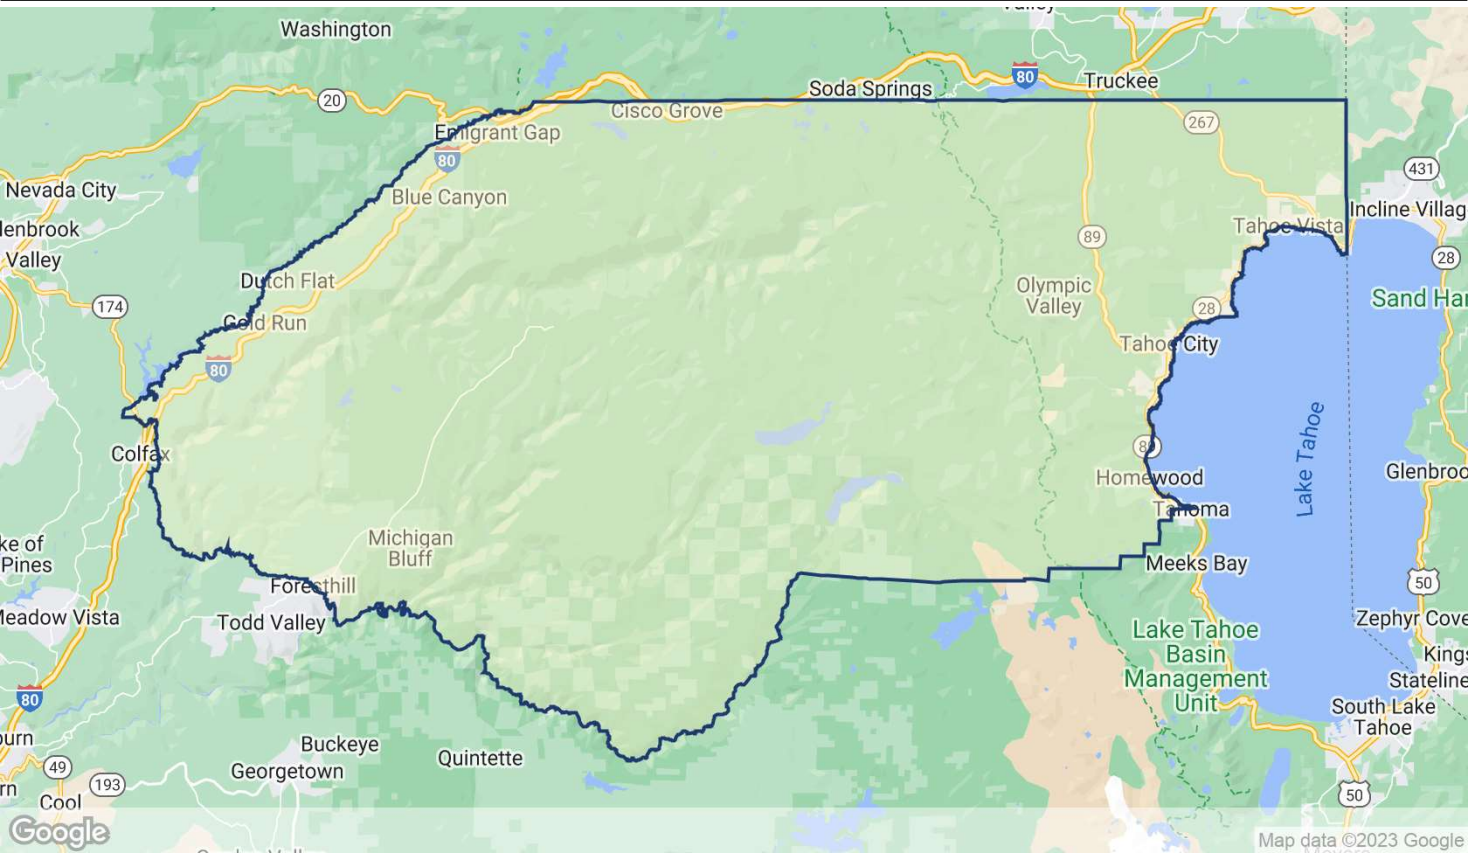 Washington
Valley
20
80
Soda Springs
Truckee
Cisco Grove
Emigrant Gap
80
267
Nevada City
Blue Canyon
431
Incline Villag
lenbrook
Valley
Tahoe Vista
89
28
174
Dutch Flat
Olympic
Valley
Sand Har
Gold Run
28
80
Tahoe City
Colfax
Lake Tahoe
Homewood
Glenbroo
Tahoma
Michigan
Bluff
ke of
Pines
Meeks Bay
Foresthill
50
Meadow Vista
Todd Valley
Zephyr Cove
Lake Tahoe
Basin
Management
Unit
Kings
Stateline
80
South Lake
Tahoe
burn
Buckeye
Quintette
49
193
Georgetown
rn
Cool
50
Google
Map data ©2023 Google